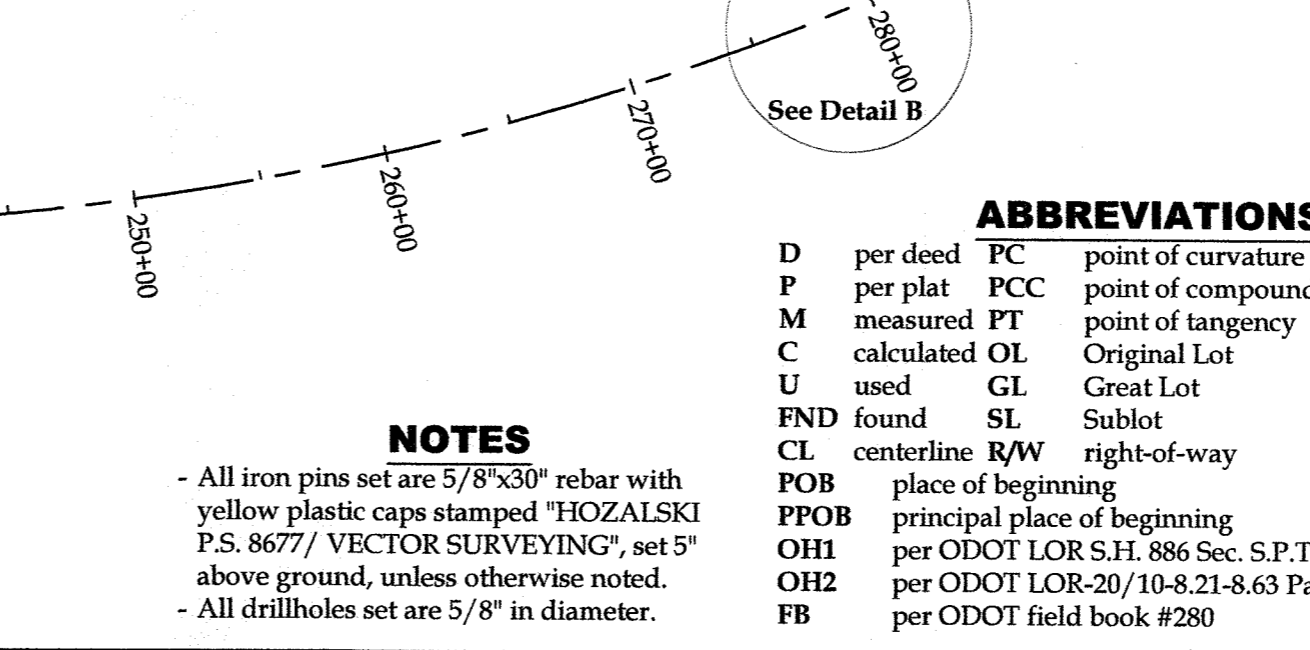 280+00
See Detail B
270+00
260+00
250+00
ABBREVIATIONS
D per deed PC point of curvature
P per plat PCC point of compound
M measured PT point of tangency
C calculated OL Original Lot
U used GL Great Lot
FND found SL Sublot
CL centerline R/W right-of-way
POB place of beginning
PPOB principal place of beginning
OH1 per ODOT LOR S.H. 886 Sec. S.P.T
OH2 per ODOT LOR-20/10-8.21-8.63 Pa
FB per ODOT field book #280
NOTES
- All iron pins set are 5/8"x30" rebar with
yellow plastic caps stamped "HOZALSKI
P.S. 8677/ VECTOR SURVEYING", set 5"
above ground, unless otherwise noted.
- All drillholes set are 5/8" in diameter.